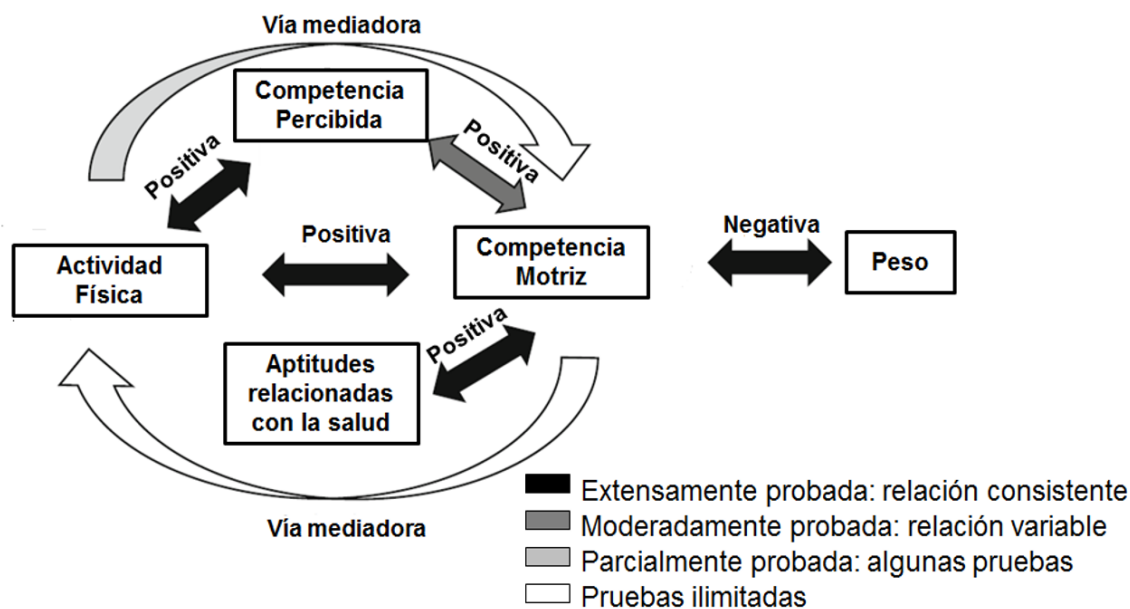 Vía mediadora
Competencia
Percibida
Positiva
Positiva
Actividad
Física
Positiva
Competencia
Motriz
Negativa
Peso
Aptitudes
relacionadas
con la salud
Positiva
Vía mediadora
Extensamente probada: relación consistente
Moderadamente probada: relación variable
Parcialmente probada: algunas pruebas
Pruebas ilimitadas